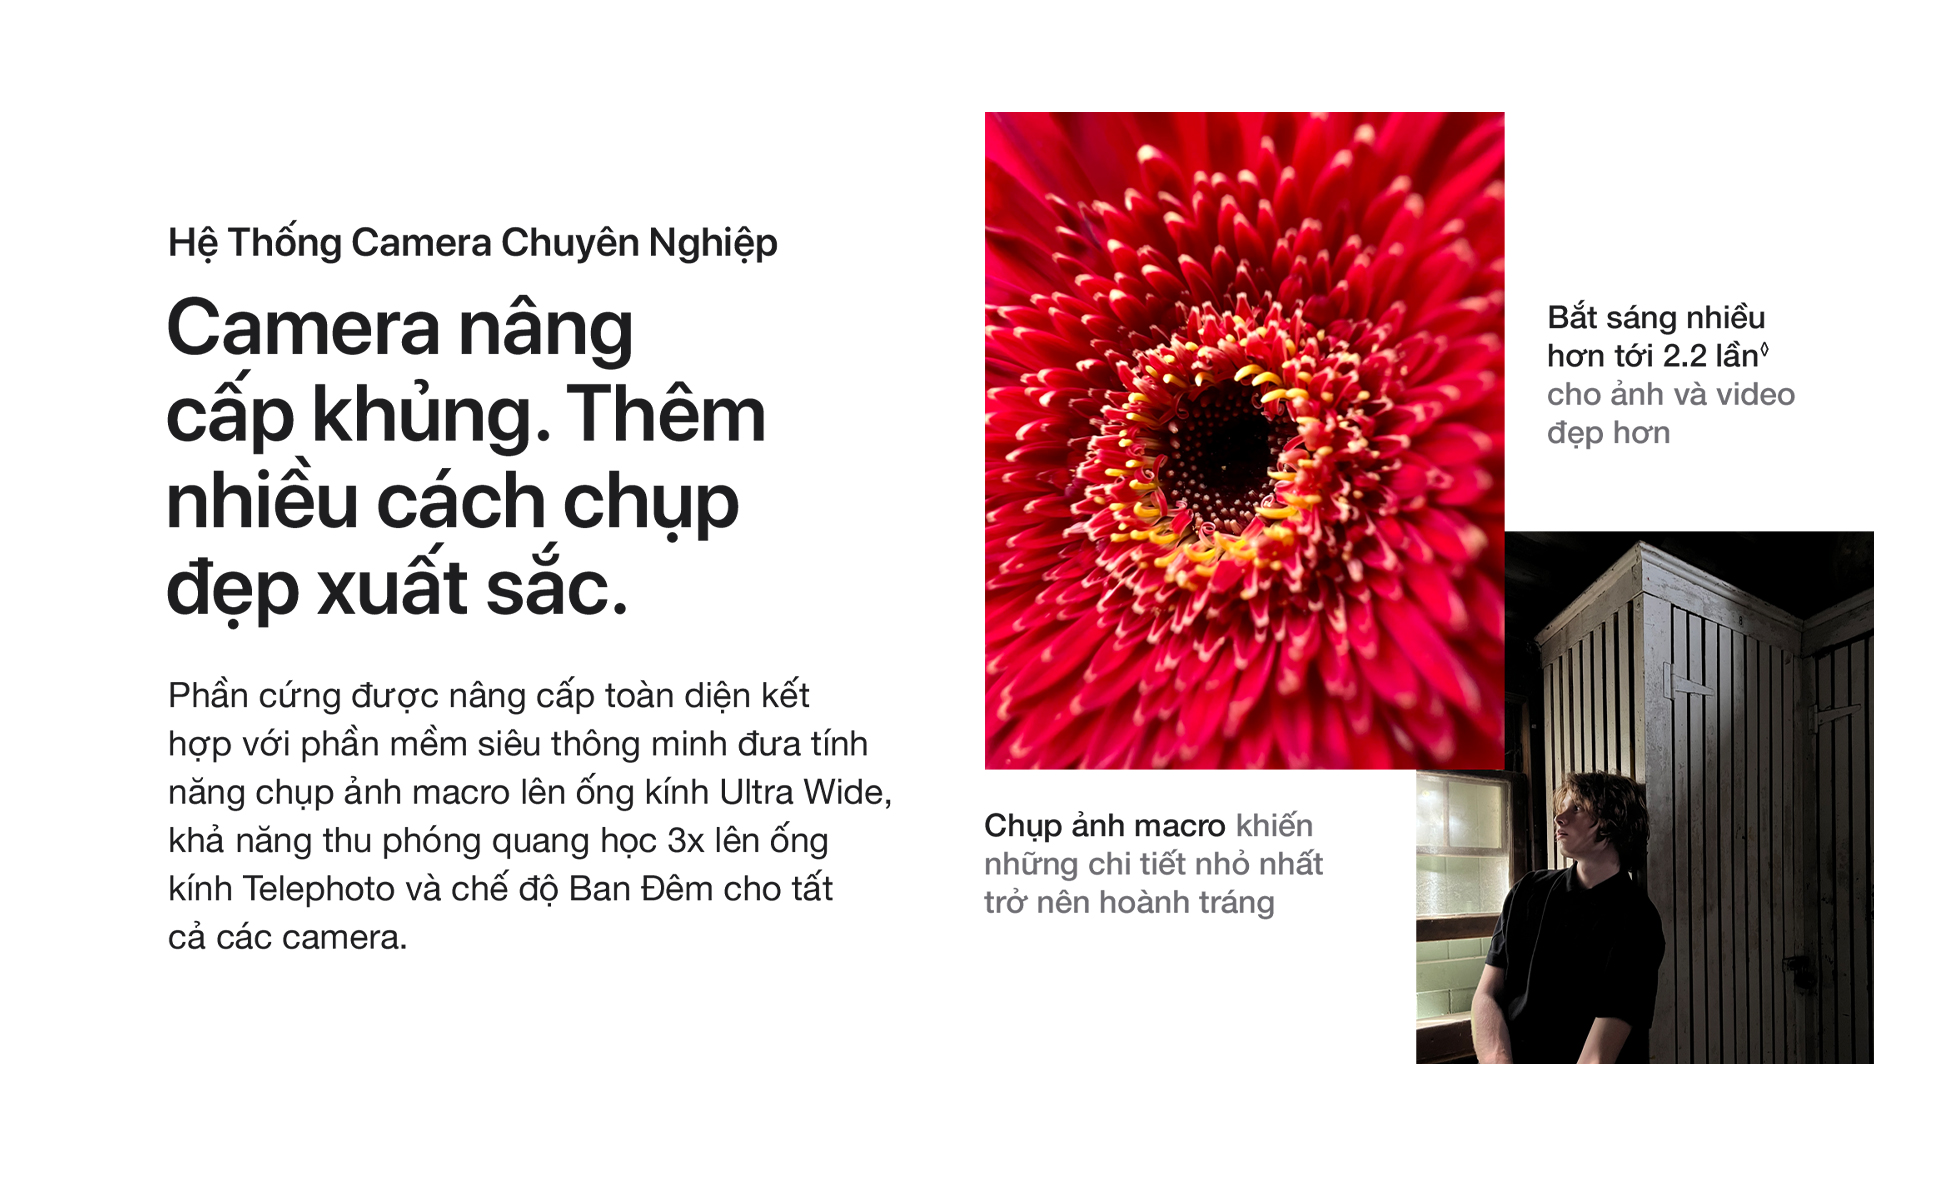 Hệ Thống Camera Chuyên Nghiệp
Camera nâng
cấp khủng. Thêm
nhiều cách chụp
đẹp xuất sắc.
Phần cứng được nâng cấp toàn diện kết
hợp với phần mềm siêu thông minh đưa tính
năng chụp ảnh macro lên ống kính Ultra Wide,
khả năng thu phóng quang học 3x lên ống
kính Telephoto và chế độ Ban Đêm cho tất
cả các camera.
Bắt sáng nhiều
hơn tới 2.2 lần◊
cho ảnh và video
đẹp hơn
Chụp ảnh macro khiến
những chi tiết nhỏ nhất
trở nên hoành tráng
8